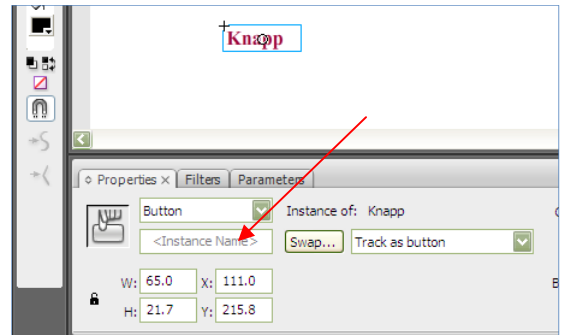 Knapp
Properties × Filters Parameters
Button Instance of: Knapp
<Instance Name> Swap... Track as button
W: 65.0 X: 111.0
H: 21.7 Y: 215.8